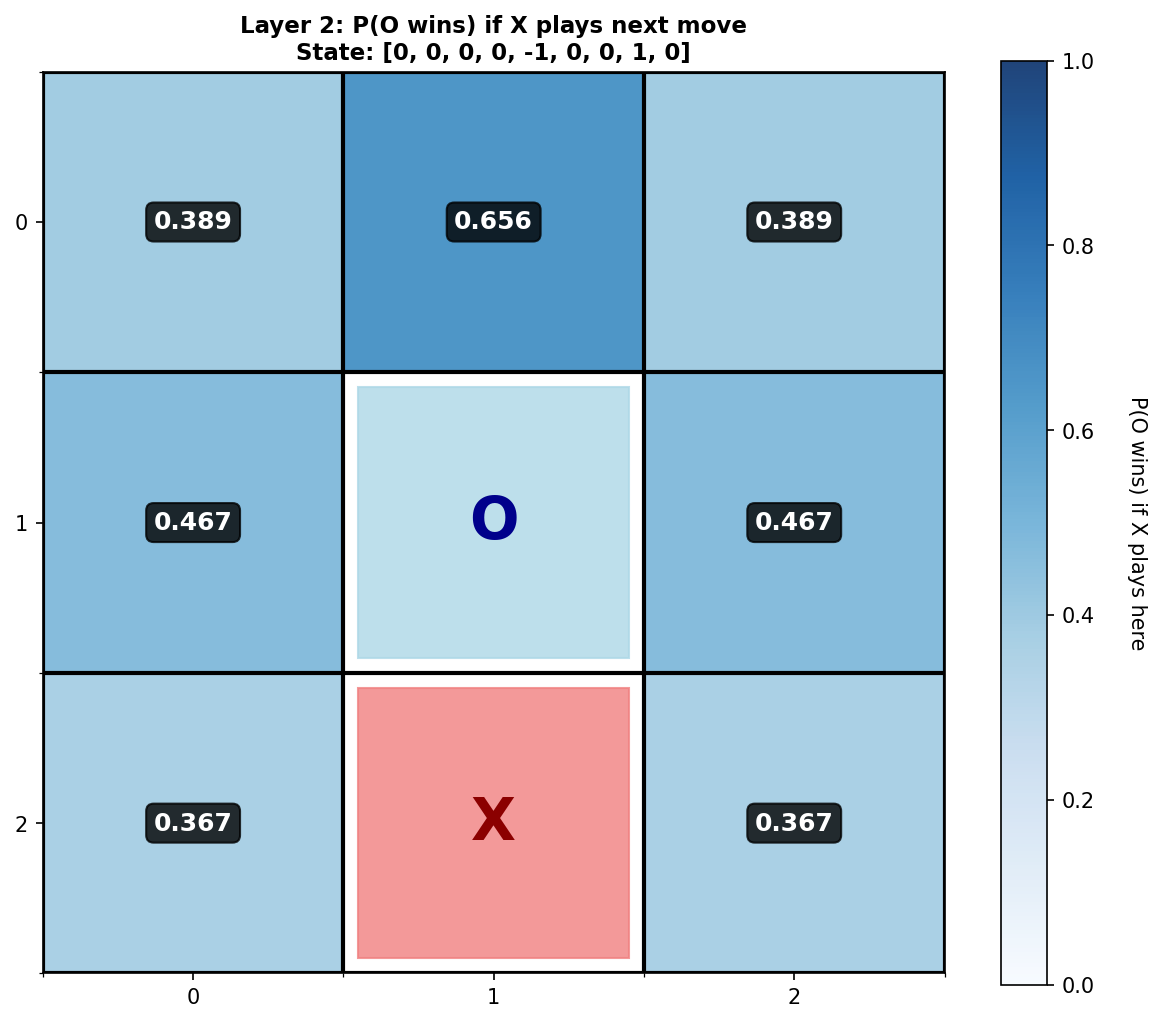 Layer 2: P(O wins) if X plays next move
State: [0, 0, 0, 0, -1, 0, 0, 1, 0]
0.389 0.656 0.389
0.467 O 0.467
0.367 X 0.367
0
1
2
0 1 2
1.0
0.8
0.6
0.4
0.2
0.0
P(O wins) if X plays here